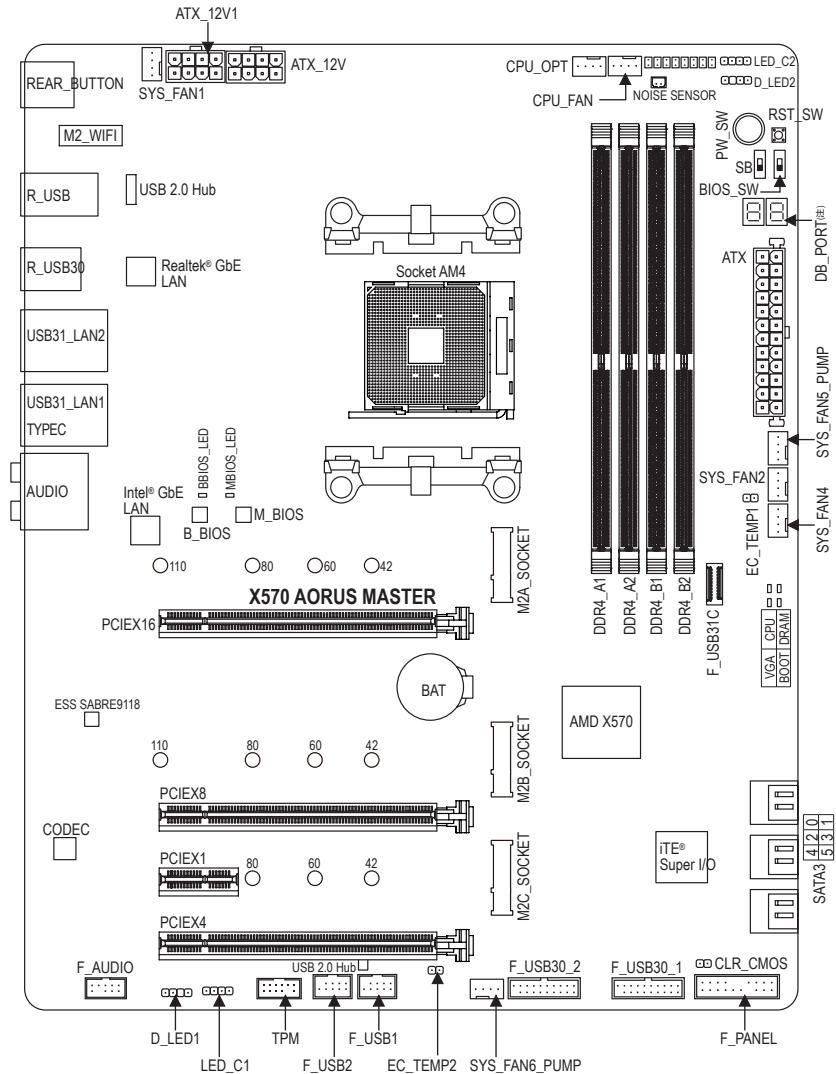 ATX_12V1
ATX_12V
SYS_FAN1
CPU_OPT
CPU_FAN
NOISE SENSOR
LED_C2
D_LED2
REAR_BUTTON
M2_WIFI
PW_SW
RST_SW
SB
BIOS_SW
DB_PORT(註)
R_USB
USB 2.0 Hub
R_USB30
Realtek® GbE
LAN
Socket AM4
ATX
USB31_LAN2
USB31_LAN1
TYPEC
AUDIO
BBIOS_LED
MBIOS_LED
Intel® GbE
LAN
B_BIOS
M_BIOS
SYS_FAN5_PUMP
SYS_FAN2
SYS_FAN4
EC_TEMP1
110 80 60 42
M2A_SOCKET
DDR4_A1
DDR4_A2
DDR4_B1
DDR4_B2
F_USB31C
X570 AORUS MASTER
PCIEX16
CPU DRAM
VGA BOOT
BAT
ESS SABRE9118
AMD X570
110 80 60 42
M2B_SOCKET
PCIEX8
CODEC
PCIEX1
80 60 42
M2C_SOCKET
iTE®
Super I/O
SATA3
4 2 0
5 3 1
PCIEX4
F_AUDIO
USB 2.0 Hub
F_USB30_2
F_USB30_1
CLR_CMOS
D_LED1
LED_C1
TPM
F_USB2
F_USB1
EC_TEMP2
SYS_FAN6_PUMP
F_PANEL